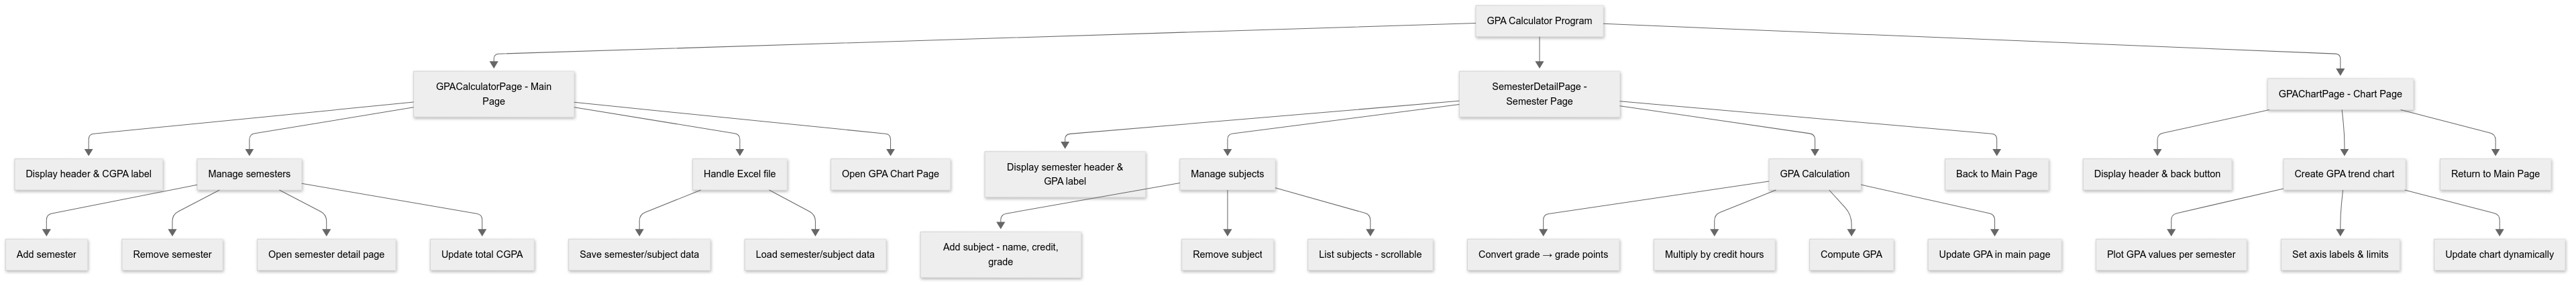 GPA Calculator Program
GPACalculatorPage - Main
Page
SemesterDetailPage -
Semester Page
GPAChartPage - Chart Page
Display header & CGPA label
Manage semesters
Handle Excel file
Open GPA Chart Page
Display semester header &
GPA label
Manage subjects
GPA Calculation
Back to Main Page
Display header & back button
Create GPA trend chart
Return to Main Page
Add semester
Remove semester
Open semester detail page
Update total CGPA
Save semester/subject data
Load semester/subject data
Add subject - name, credit,
grade
Remove subject
List subjects - scrollable
Convert grade → grade points
Multiply by credit hours
Compute GPA
Update GPA in main page
Plot GPA values per semester
Set axis labels & limits
Update chart dynamically